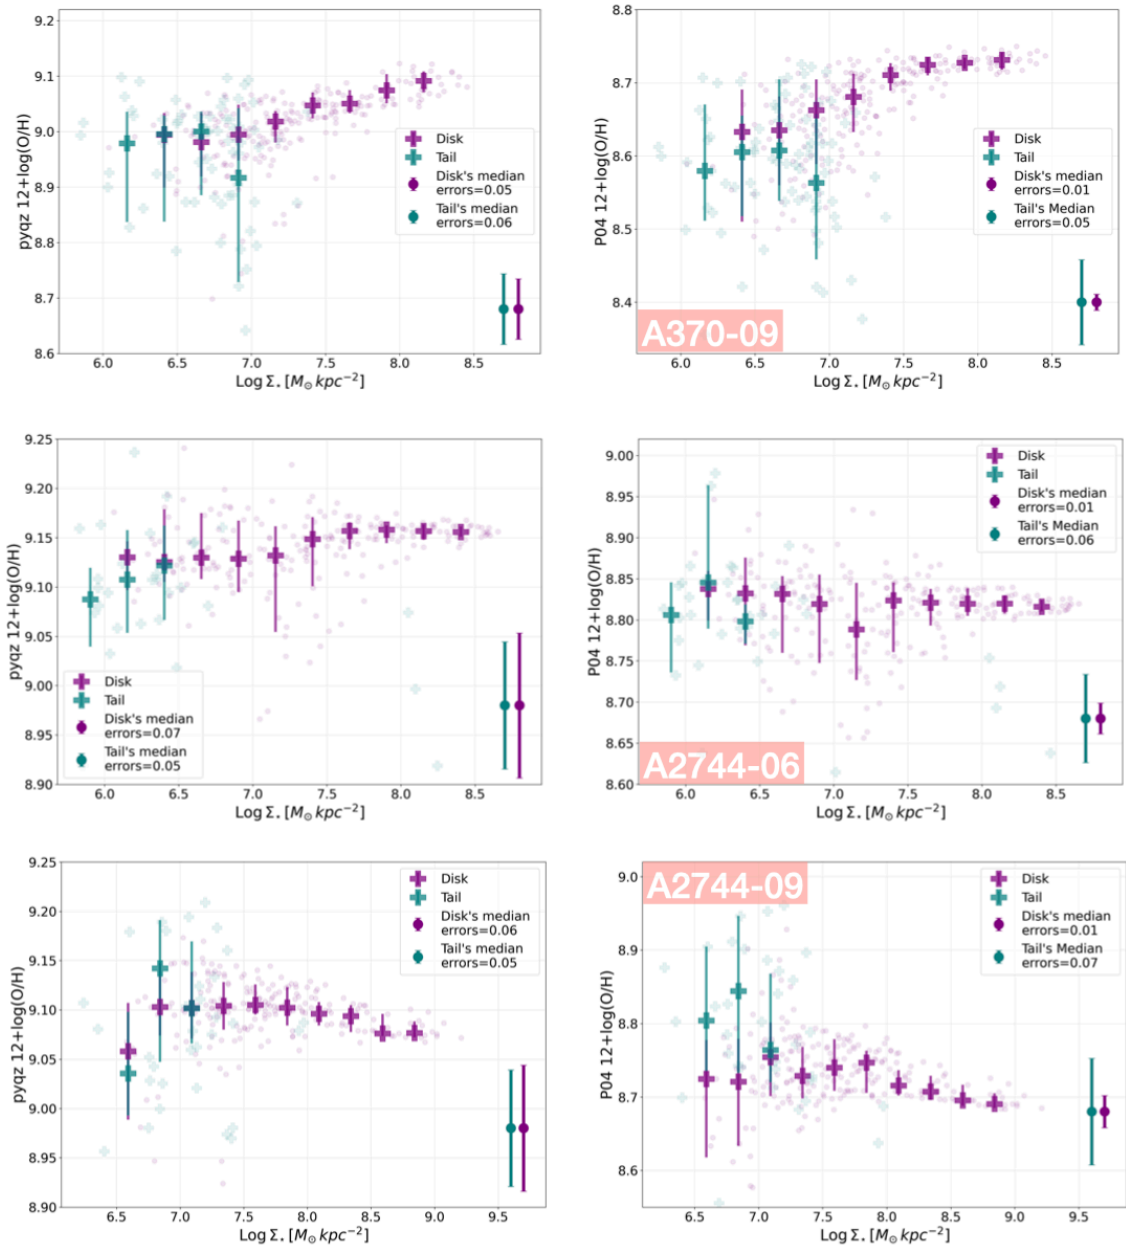 9.2
9.1
9.0
8.9
8.8
8.7
8.6
pyqz 12+log(O/H)
Disk
Tail
Disk's median
errors=0.05
Tail's median
errors=0.06
6.0 6.5 7.0 7.5 8.0 8.5
Log Σ⋆ [M⊙ kpc⁻²]
8.8
8.7
8.6
8.5
8.4
P04 12+log(O/H)
Disk
Tail
Disk's median
errors=0.01
Tail's Median
errors=0.05
A370-09
6.0 6.5 7.0 7.5 8.0 8.5
Log Σ⋆ [M⊙ kpc⁻²]
9.25
9.20
9.15
9.10
9.05
9.00
8.95
8.90
pyqz 12+log(O/H)
Disk
Tail
Disk's median
errors=0.07
Tail's median
errors=0.05
6.0 6.5 7.0 7.5 8.0 8.5
Log Σ⋆ [M⊙ kpc⁻²]
9.00
8.95
8.90
8.85
8.80
8.75
8.70
8.65
8.60
P04 12+log(O/H)
Disk
Tail
Disk's median
errors=0.01
Tail's Median
errors=0.06
A2744-06
6.0 6.5 7.0 7.5 8.0 8.5
Log Σ⋆ [M⊙ kpc⁻²]
9.25
9.20
9.15
9.10
9.05
9.00
8.95
8.90
pyqz 12+log(O/H)
Disk
Tail
Disk's median
errors=0.06
Tail's median
errors=0.05
6.5 7.0 7.5 8.0 8.5 9.0 9.5
Log Σ⋆ [M⊙ kpc⁻²]
A2744-09
9.0
8.9
8.8
8.7
8.6
P04 12+log(O/H)
Disk
Tail
Disk's median
errors=0.01
Tail's Median
errors=0.07
6.5 7.0 7.5 8.0 8.5 9.0 9.5
Log Σ⋆ [M⊙ kpc⁻²]